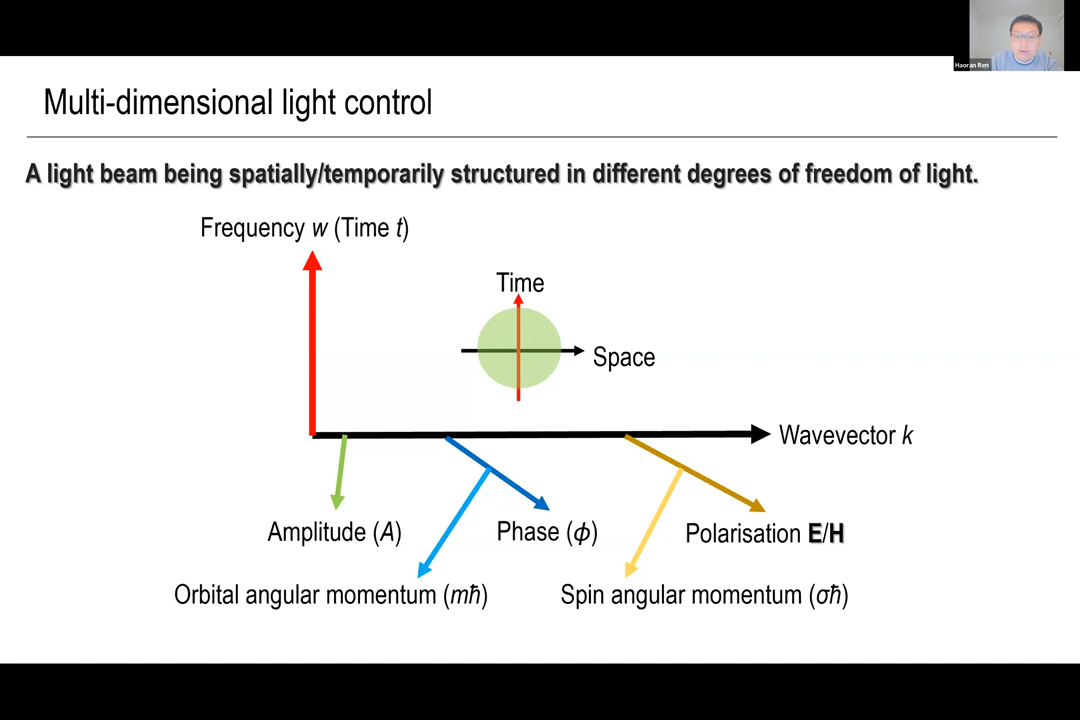 Haoran Ren
Multi-dimensional light control
A light beam being spatially/temporarily structured in different degrees of freedom of light.
Frequency w (Time t)
Time
Space
Wavevector k
Amplitude (A)
Phase (ϕ)
Polarisation E/H
Orbital angular momentum (mħ)
Spin angular momentum (σħ)